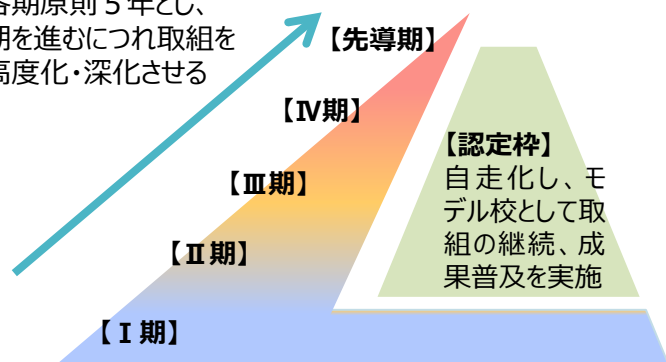 各期原則5年とし、
期を進むにつれ取組を
高度化・深化させる
【先導期】
【Ⅳ期】
【Ⅲ期】
【Ⅱ期】
【Ⅰ期】
【認定枠】
自走化し、モ
デル校として取
組の継続、成
果普及を実施